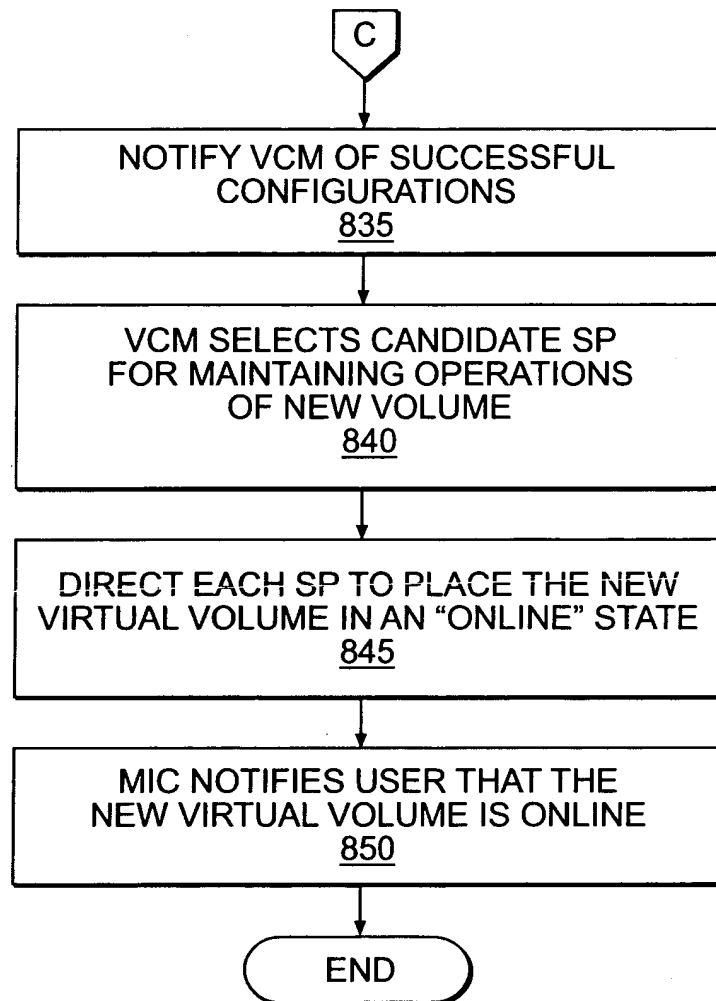 C
NOTIFY VCM OF SUCCESSFUL
CONFIGURATIONS
835
VCM SELECTS CANDIDATE SP
FOR MAINTAINING OPERATIONS
OF NEW VOLUME
840
DIRECT EACH SP TO PLACE THE NEW
VIRTUAL VOLUME IN AN “ONLINE” STATE
845
MIC NOTIFIES USER THAT THE
NEW VIRTUAL VOLUME IS ONLINE
850
END